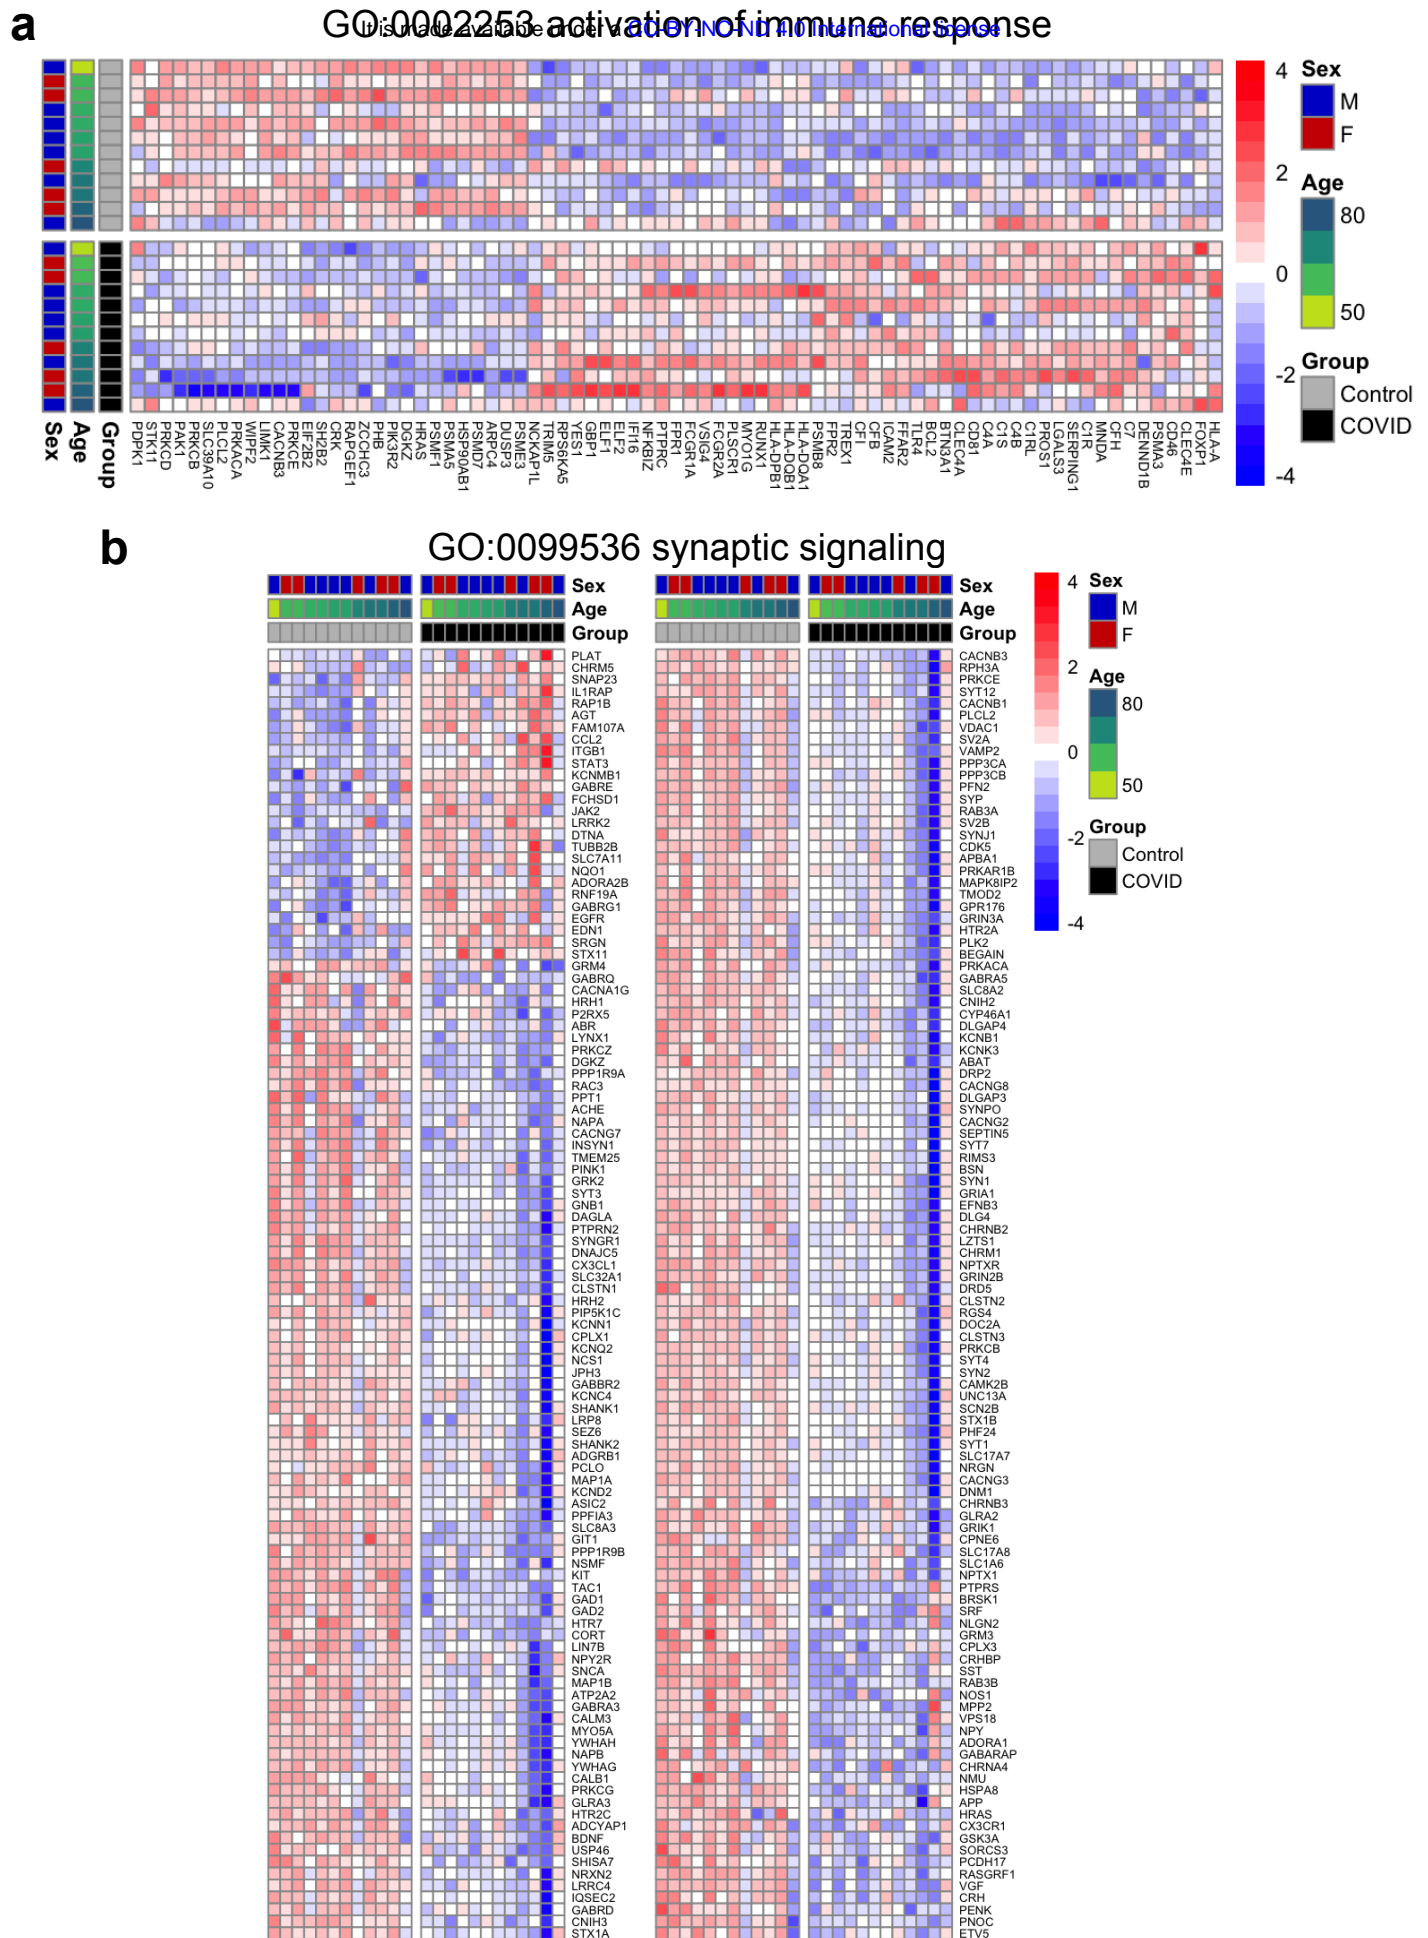 a
GO:0002253 activation of immune response
It is made available under a CC-BY-NC-ND 4.0 International license .
Sex
Age
Group
PDPK1
STK11
PRKCD
PAK1
PRKCB
SLC39A10
PLCL2
PRKACA
WIPF2
LIMK1
CACNB3
PRKCE
EIF2B2
SH2B2
CRK
RAPGEF1
ZCCHC3
PHB
PIK3R2
DGKZ
HRAS
PSMF1
PSMA5
HSP90AB1
PSMD7
ARPC4
DUSP3
PSME3
NCKAP1L
TRIM5
RPS6KA5
YES1
GBP1
ELF1
ELF2
IFI16
NFKBIZ
PTPRC
FPR1
FCGR1A
VSIG4
FCGR2A
PLSCR1
MYO1G
RUNX1
HLA-DPB1
HLA-DQB1
HLA-DQA1
PSMB8
FPR2
TREX1
CFI
CFB
ICAM2
FFAR2
TLR4
BCL2
BTN3A1
CLEC4A
CD81
C4A
C1S
C4B
C1RL
PROS1
LGALS3
SERPING1
C1R
MNDA
CFH
C7
DENND1B
PSMA3
CD46
CLEC4E
FOXP1
HLA-A
4
2
0
-2
-4
Sex
M
F
Age
80
50
Group
Control
COVID
b
GO:0099536 synaptic signaling
Sex
Age
Group
PLAT
CHRM5
SNAP23
IL1RAP
RAP1B
AGT
FAM107A
CCL2
ITGB1
STAT3
KCNMB1
GABRE
FCHSD1
JAK2
LRRK2
DTNA
TUBB2B
SLC7A11
NQO1
ADORA2B
RNF19A
GABRG1
EGFR
EDN1
SRGN
STX11
GRM4
GABRQ
CACNA1G
HRH1
P2RX5
ABR
LYNX1
PRKCZ
DGKZ
PPP1R9A
RAC3
PPT1
ACHE
NAPA
CACNG7
INSYN1
TMEM25
PINK1
GRK2
SYT3
GNB1
DAGLA
PTPRN2
SYNGR1
DNAJC5
CX3CL1
SLC32A1
CLSTN1
HRH2
PIP5K1C
KCNN1
CPLX1
KCNQ2
NCS1
JPH3
GABBR2
KCNC4
SHANK1
LRP8
SEZ6
SHANK2
ADGRB1
PCLO
MAP1A
KCND2
ASIC2
PPFIA3
SLC8A3
GIT1
PPP1R9B
NSMF
KIT
TAC1
GAD1
GAD2
HTR7
CORT
LIN7B
NPY2R
SNCA
MAP1B
ATP2A2
GABRA3
CALM3
MYO5A
YWHAH
NAPB
YWHAG
CALB1
PRKCG
GLRA3
HTR2C
ADCYAP1
BDNF
USP46
SHISA7
NRXN2
LRRC4
IQSEC2
GABRD
CNIH3
STX1A
Sex
Age
Group
CACNB3
RPH3A
PRKCE
SYT12
CACNB1
PLCL2
VDAC1
SV2A
VAMP2
PPP3CA
PPP3CB
PFN2
SYP
RAB3A
SV2B
SYNJ1
CDK5
APBA1
PRKAR1B
MAPK8IP2
TMOD2
GPR176
GRIN3A
HTR2A
PLK2
BEGAIN
PRKACA
GABRA5
SLC8A2
CNIH2
CYP46A1
DLGAP4
KCNB1
KCNK3
ABAT
DRP2
CACNG8
DLGAP3
SYNPO
CACNG2
SEPTIN5
SYT7
RIMS3
BSN
SYN1
GRIA1
EFNB3
DLG4
CHRNB2
LZTS1
CHRM1
NPTXR
GRIN2B
DRD5
CLSTN2
RGS4
DOC2A
CLSTN3
PRKCB
SYT4
SYN2
CAMK2B
UNC13A
SCN2B
STX1B
PHF24
SYT1
SLC17A7
NRGN
CACNG3
DNM1
CHRNB3
GLRA2
GRIK1
CPNE6
SLC17A8
SLC1A6
NPTX1
PTPRS
BRSK1
SRF
NLGN2
GRM3
CPLX3
CRHBP
SST
RAB3B
NOS1
MPP2
VPS18
NPY
ADORA1
GABARAP
CHRNA4
NMU
HSPA8
APP
HRAS
CX3CR1
GSK3A
SORCS3
PCDH17
RASGRF1
VGF
CRH
PENK
PNOC
ETV5
4
2
0
-2
-4
Sex
M
F
Age
80
50
Group
Control
COVID